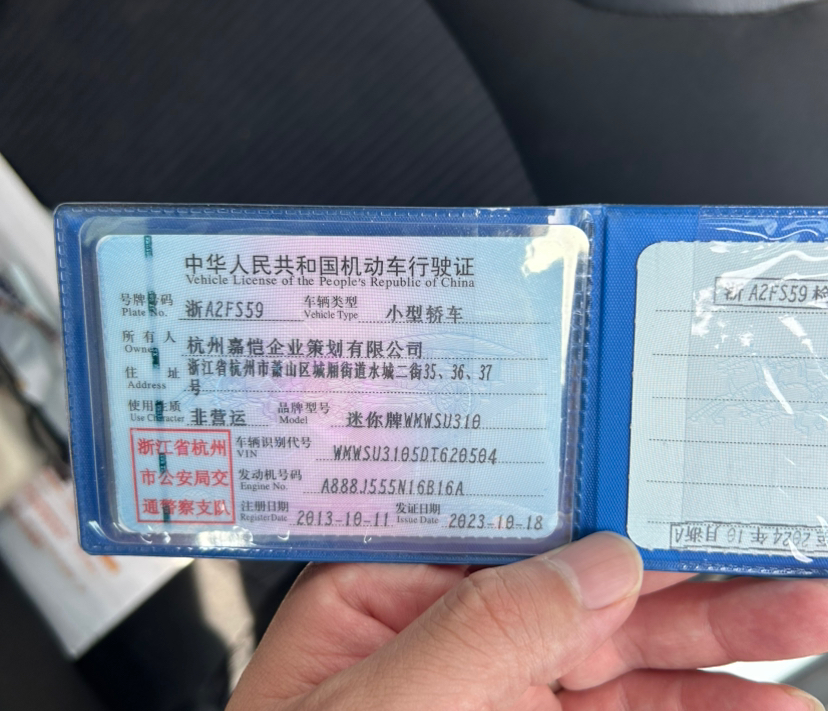 中华人民共和国机动车行驶证
Vehicle License of the People's Republic of China
号牌号码 浙A2FS59 车辆类型 小型轿车
Plate No. Vehicle Type
所有人 杭州嘉恺企业策划有限公司
Owner
住址 浙江省杭州市萧山区城厢街道水城二街35、36、37
Address 号
使用性质 非营运 品牌型号 迷你牌WMWSU310
Use Character Model
浙江省杭州
市公安局交
通警察支队
车辆识别代号 WMWSU3105DT620504
VIN
发动机号码 A888J555N16B16A
Engine No.
注册日期 2013-10-11 发证日期 2023-10-18
Register Date Issue Date
浙A2FS59 检
2024年10月浙A